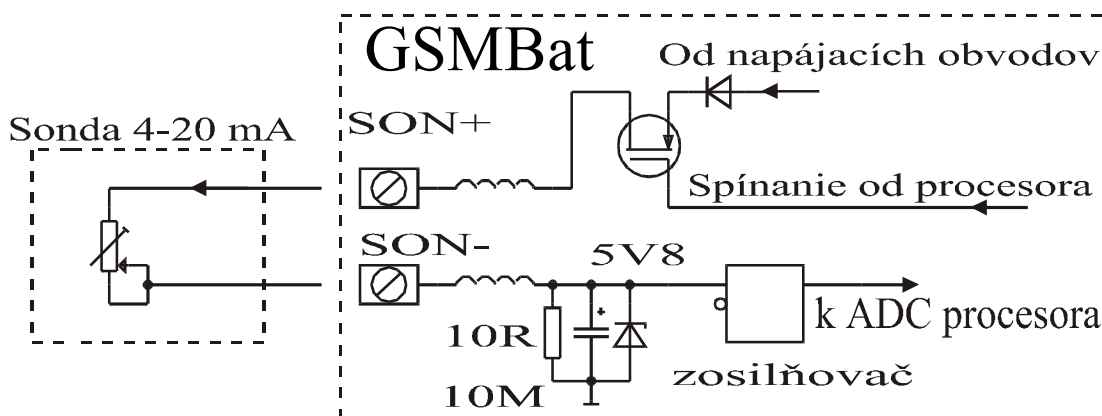 GSMBat
Od napájacích obvodov
Sonda 4-20 mA
SON+
Spínanie od procesora
SON-
5V8
10R
k ADC procesora
10M
zosilňovač